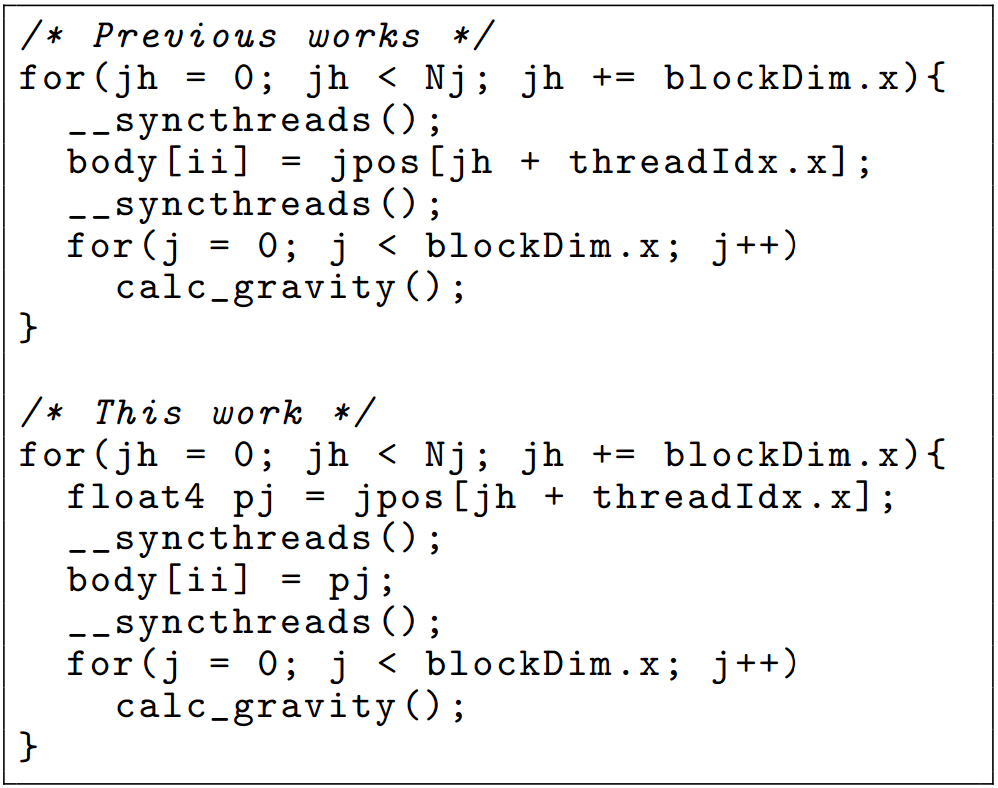 /* Previous works */
for(jh = 0; jh < Nj; jh += blockDim.x){
  __syncthreads();
  body[ii] = jpos[jh + threadIdx.x];
  __syncthreads();
  for(j = 0; j < blockDim.x; j++)
    calc_gravity();
}

/* This work */
for(jh = 0; jh < Nj; jh += blockDim.x){
  float4 pj = jpos[jh + threadIdx.x];
  __syncthreads();
  body[ii] = pj;
  __syncthreads();
  for(j = 0; j < blockDim.x; j++)
    calc_gravity();
}